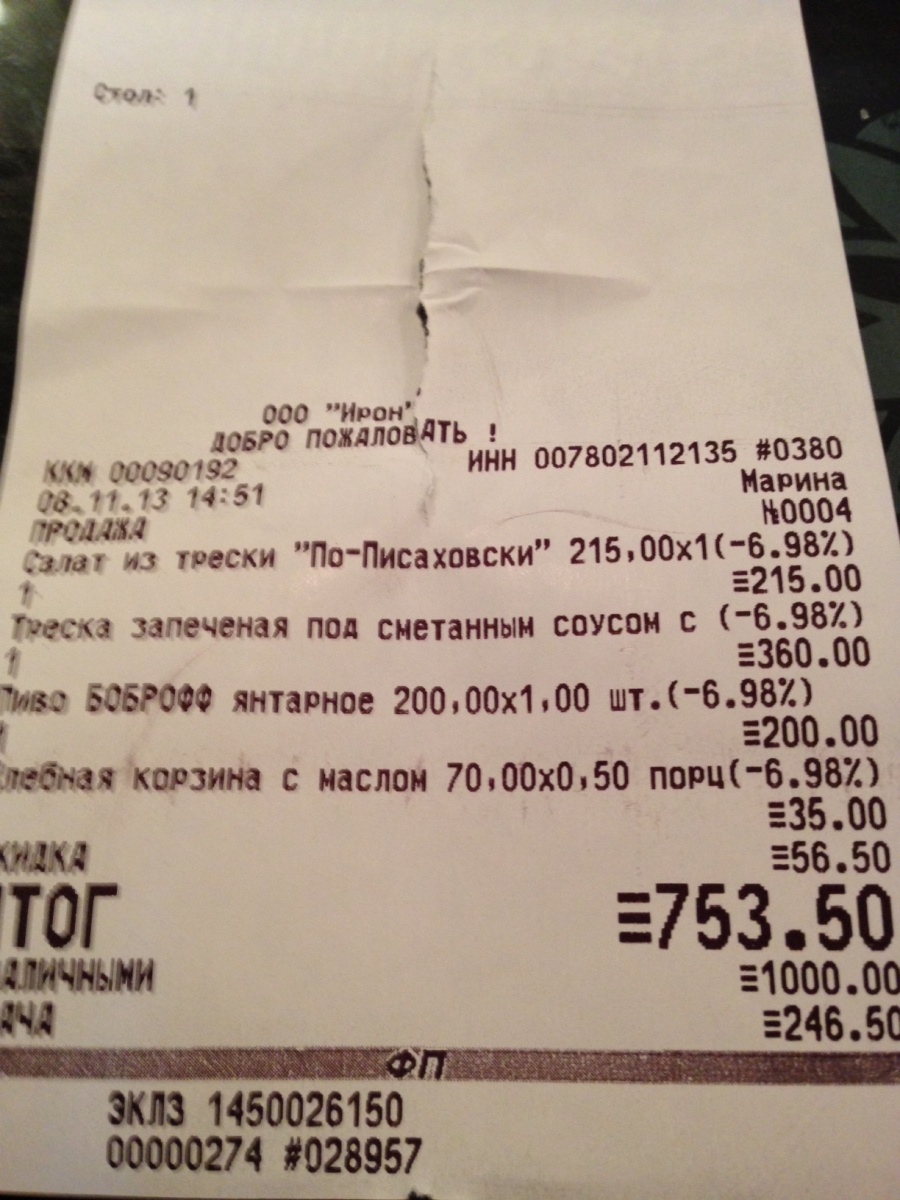 Стол: 1
ООО "Ирон"
ДОБРО ПОЖАЛОВАТЬ !
ККМ 00090192 ИНН 007802112135 #0380
08.11.13 14:51 Марина
ПРОДАЖА №0004
Салат из трески "По-Писаховски" 215,00х1(-6.98%)
1 ≡215.00
Треска запеченая под сметанным соусом с (-6.98%)
1 ≡360.00
Пиво БОБРОФФ янтарное 200,00х1,00 шт.(-6.98%)
1 ≡200.00
лебная корзина с маслом 70,00х0,50 порц(-6.98%)
≡35.00
КИДКА ≡56.50
ИТОГ ≡753.50
АЛИЧНЫМИ ≡1000.00
АЧА ≡246.50
ФП
ЭКЛЗ 1450026150
00000274 #028957